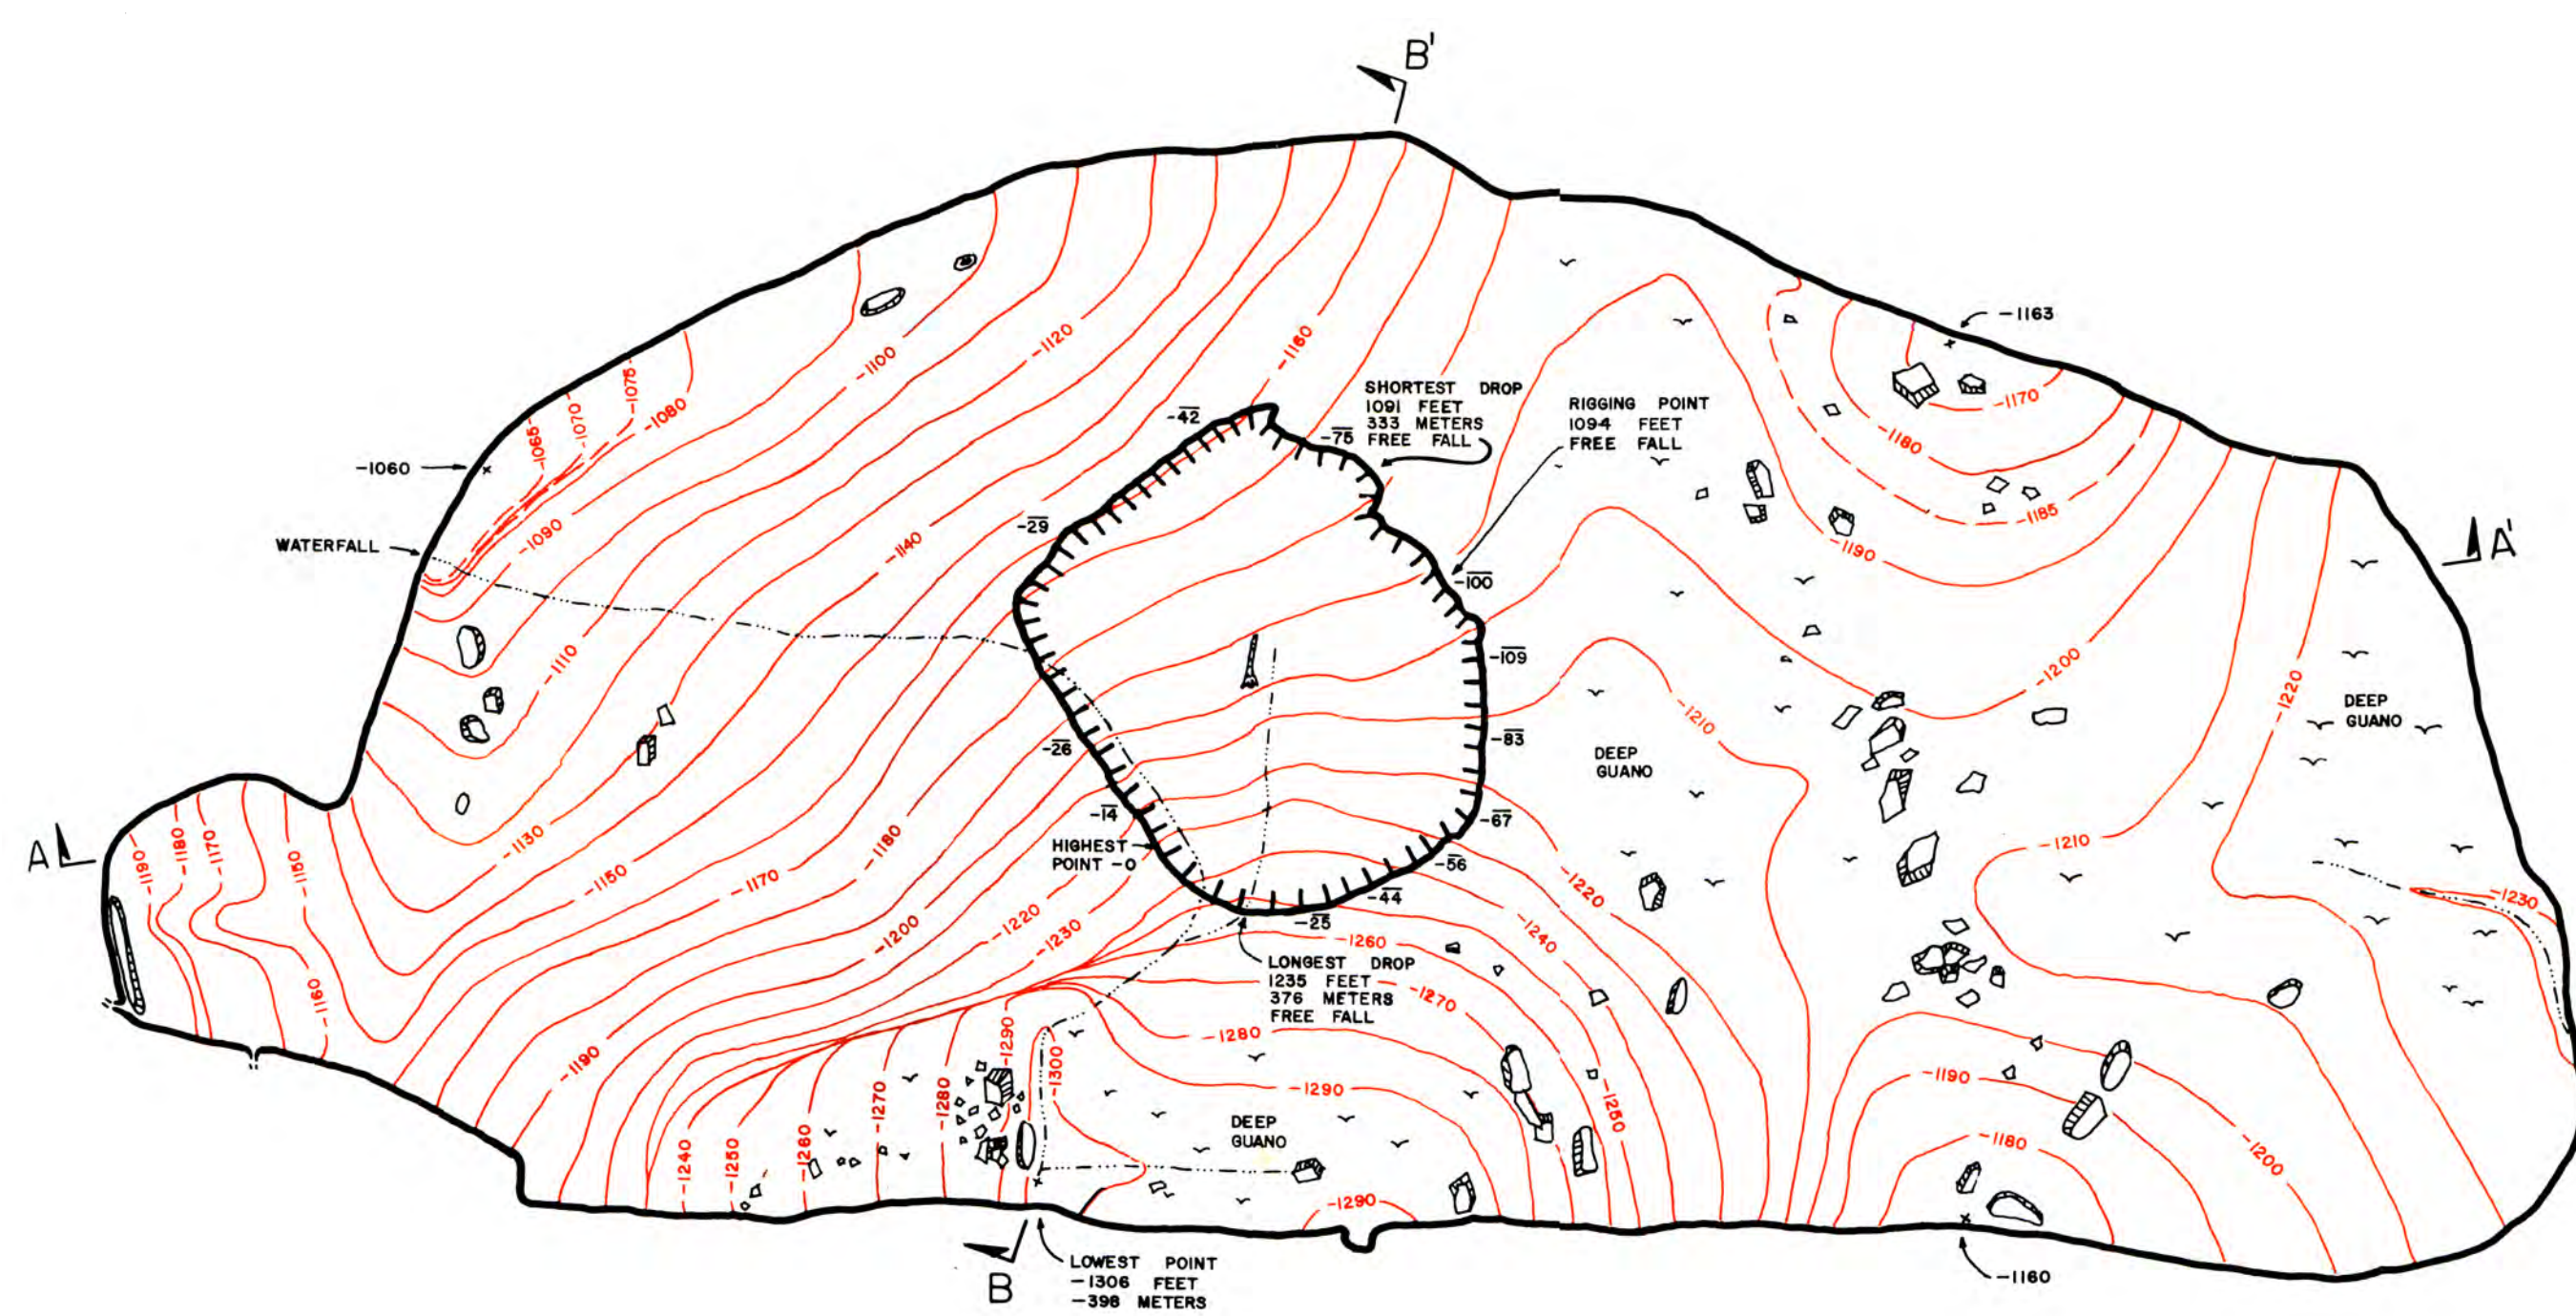 B'
-1163
-1120
-1160
-1100
-1075
-1070
-1065
-1080
-1170
-1180
-1185
-1190
SHORTEST DROP
1091 FEET
333 METERS
FREE FALL
RIGGING POINT
1094 FEET
FREE FALL
-42
-75
-1060
-29
-1090
WATERFALL
-1140
-100
A'
-1110
-109
-1200
-1220
DEEP
GUANO
-1210
-26
-83
DEEP
GUANO
-14
-67
HIGHEST
POINT -0
-56
-44
-25
A
-1190
-1180
-1170
-1150
-1130
-1180
-1150
-1170
-1210
-1220
-1230
-1200
-1220
-1230
-1240
-1260
LONGEST DROP
1235 FEET
376 METERS
FREE FALL
-1270
-1160
-1190
-1290
-1300
-1280
-1290
-1250
-1190
-1180
-1200
-1240
-1250
-1260
-1270
-1280
DEEP
GUANO
-1290
B
LOWEST POINT
-1306 FEET
-398 METERS
-1160